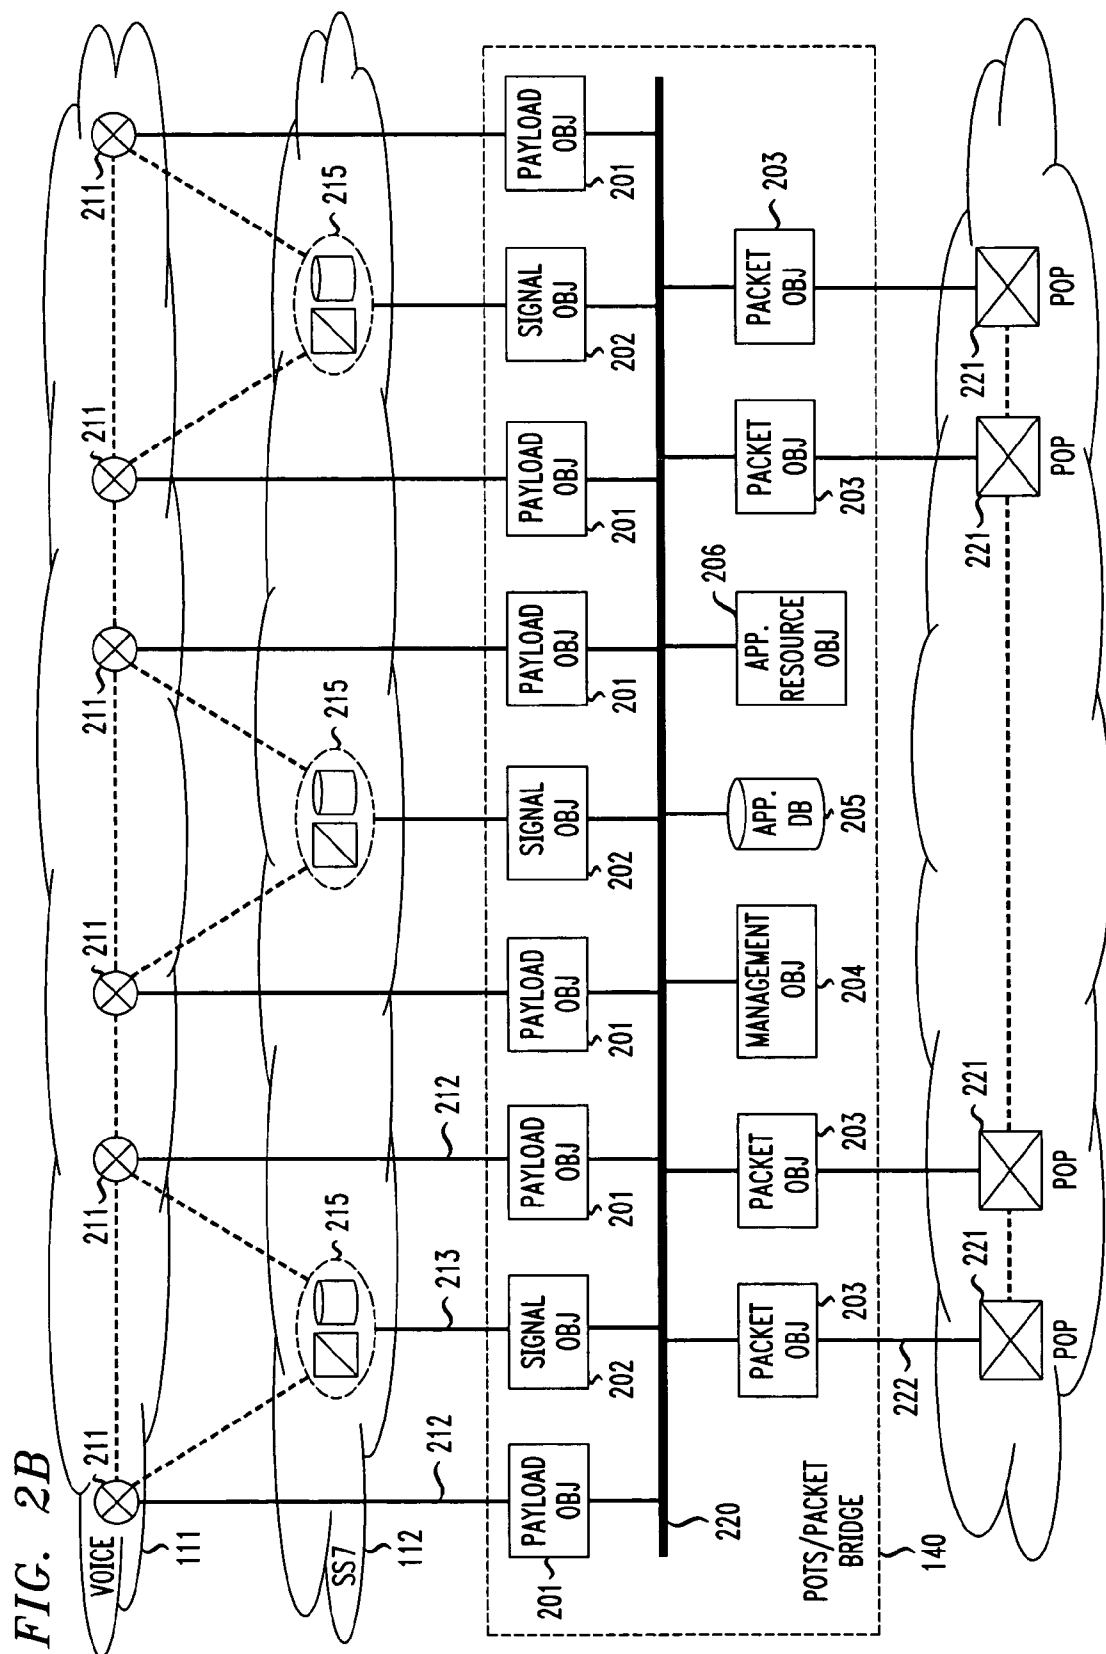 FIG. 2B
VOICE
211
211
211
211
211
211
111
SS7
215
215
215
112
212
213
212
PAYLOAD
OBJ
201
SIGNAL
OBJ
202
PAYLOAD
OBJ
201
PAYLOAD
OBJ
201
SIGNAL
OBJ
202
PAYLOAD
OBJ
201
PAYLOAD
OBJ
201
SIGNAL
OBJ
202
PAYLOAD
OBJ
201
220
PACKET
OBJ
203
PACKET
OBJ
203
MANAGEMENT
OBJ
204
APP.
DB
205
206
APP.
RESOURCE
OBJ
PACKET
OBJ
203
PACKET
OBJ
203
POTS/PACKET
BRIDGE
140
222
221
221
221
221
POP
POP
POP
POP